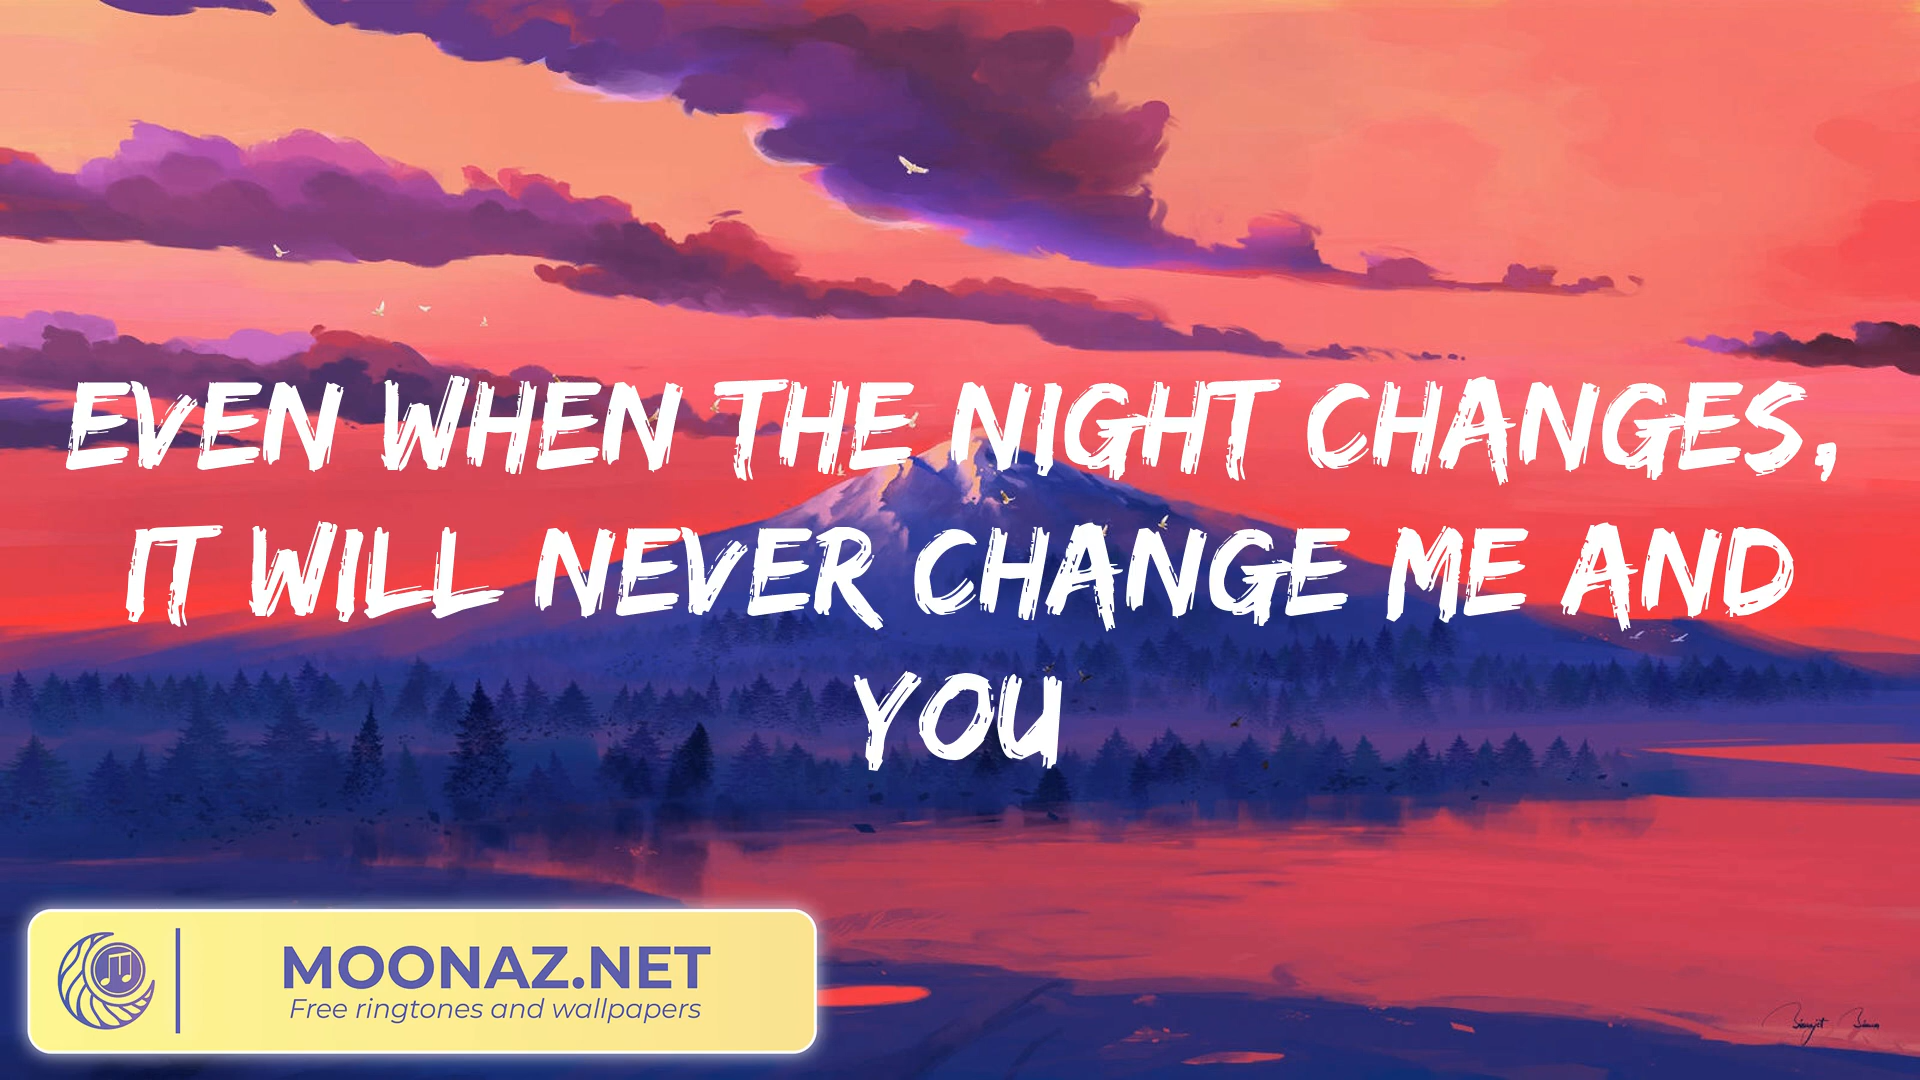 EVEN WHEN THE NIGHT CHANGES,
IT WILL NEVER CHANGE ME AND
YOU
MOONAZ.NET
Free ringtones and wallpapers